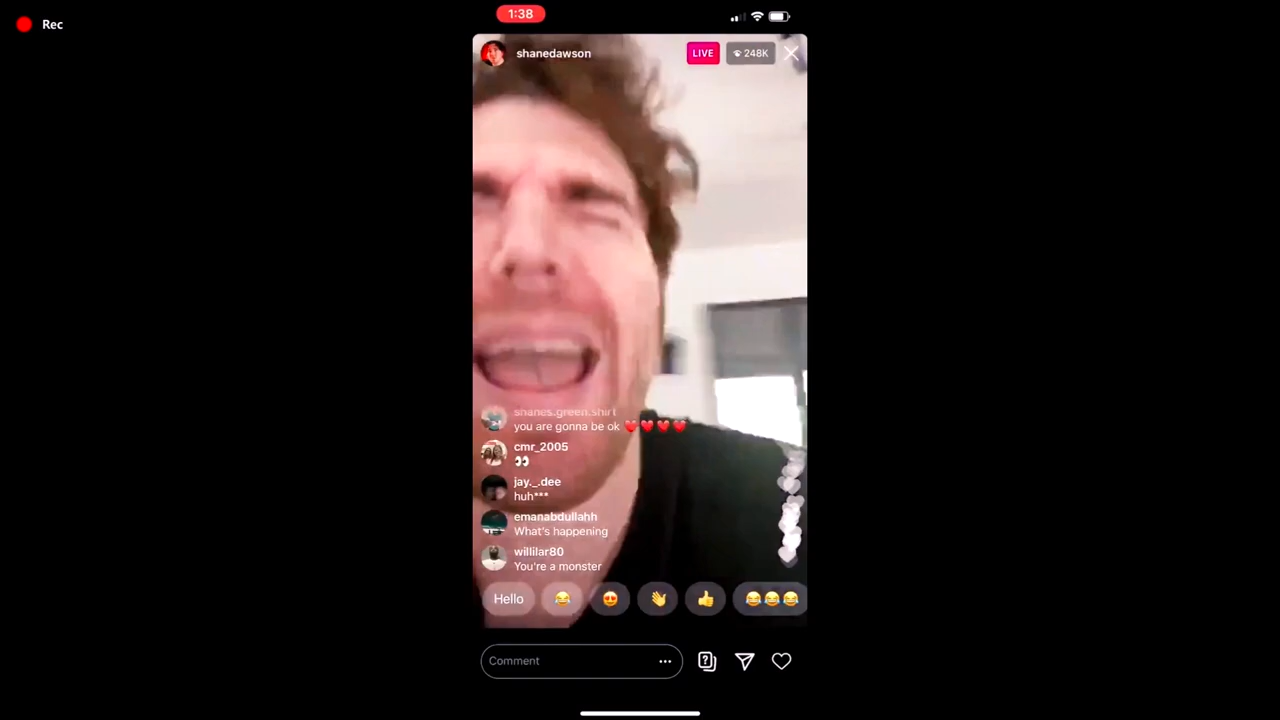 Rec
1:38
shanedawson
LIVE
248K
shanes.green.shirt
you are gonna be ok ❤️❤️❤️❤️
cmr_2005
👀
jay._.dee
huh***
emanabdullahh
What's happening
willilar80
You're a monster
Hello 😂 😍 👋 👍 😂😂😂
Comment